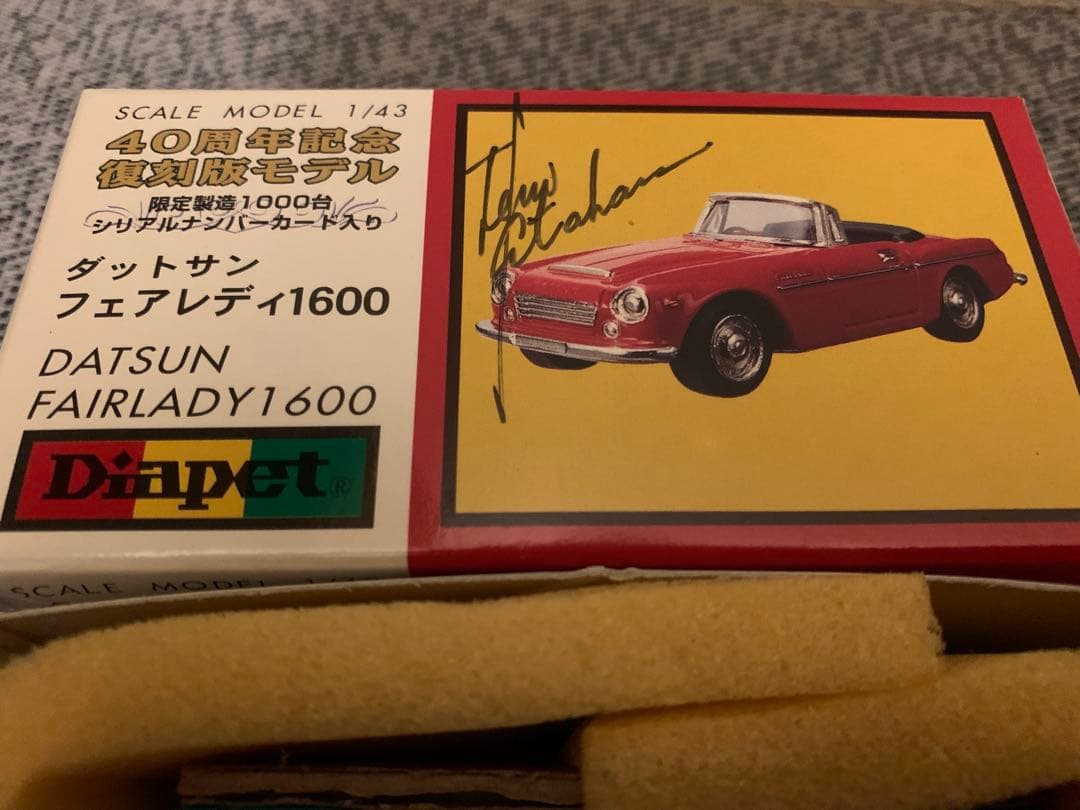 SCALE MODEL 1/43
40周年記念
復刻版モデル
限定製造1000台
シリアルナンバーカード入り
ダットサン
フェアレディ1600
DATSUN
FAIRLADY1600
Diapet®
SCALE MODEL